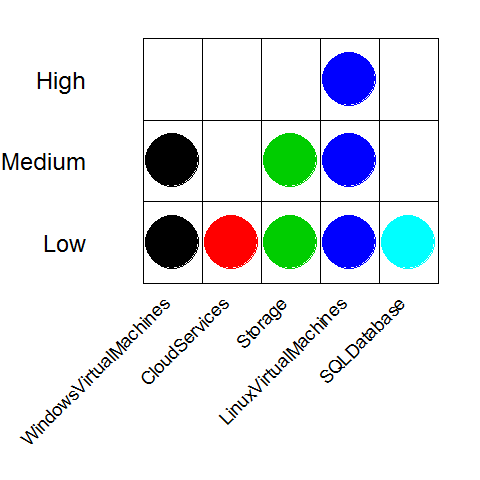 High
Medium
Low
WindowsVirtualMachines
CloudServices
Storage
LinuxVirtualMachines
SQLDatabase